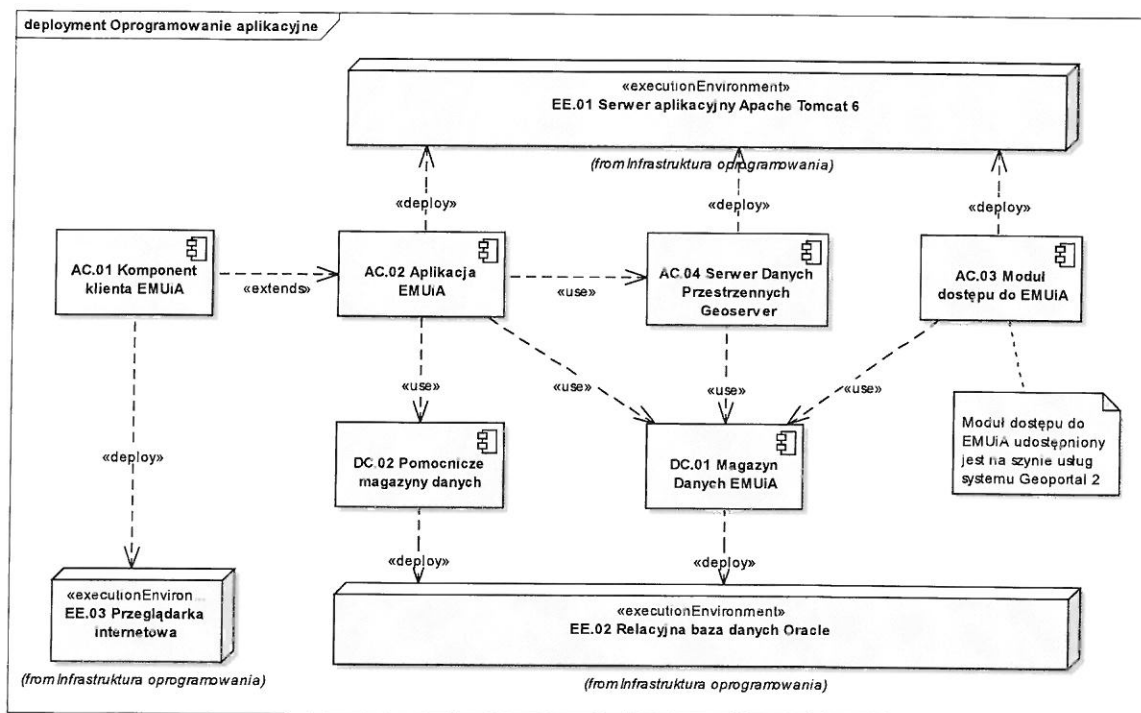 deployment Oprogramowanie aplikacyjne
«executionEnvironment»
EE.01 Serwer aplikacyjny Apache Tomcat 6
(from Infrastruktura oprogramowania)
«deploy»
«deploy»
«deploy»
AC.01 Komponent
klienta EMUiA
«extends»
AC.02 Aplikacja
EMUiA
«use»
AC.04 Serwer Danych
Przestrzennych
Geoserver
AC.03 Moduł
dostępu do EMUiA
«use»
«use»
«use»
«use»
Moduł dostępu do
EMUiA udostępniony
jest na szynie usług
systemu Geoportal 2
«deploy»
DC.02 Pomocnicze
magazyny danych
DC.01 Magazyn
Danych EMUiA
«deploy»
«deploy»
«executionEnviron...
EE.03 Przeglądarka
internetowa
(from Infrastruktura oprogramowania)
«executionEnvironment»
EE.02 Relacyjna baza danych Oracle
(from Infrastruktura oprogramowania)